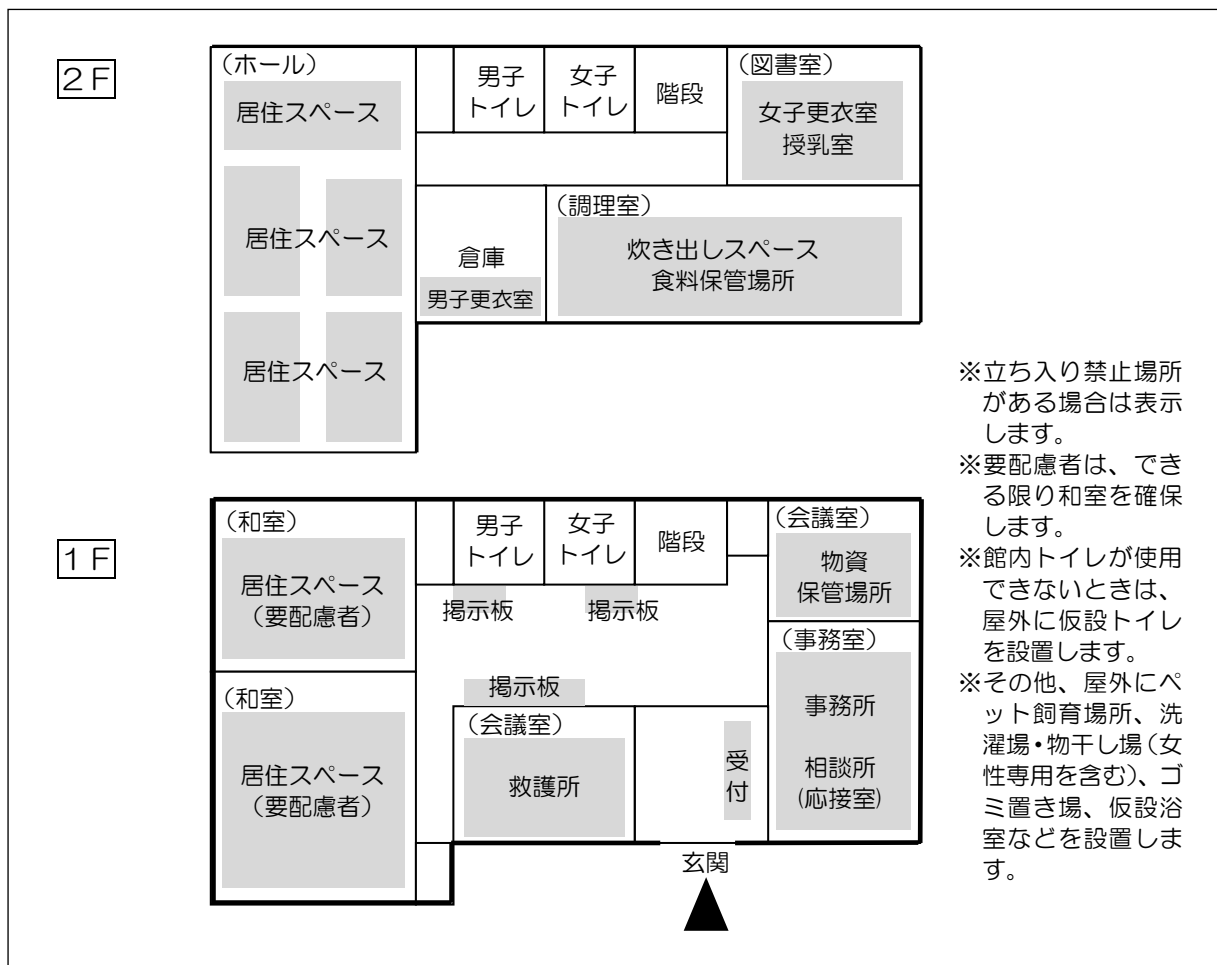 2F
(ホール)
居住スペース
居住スペース
居住スペース
男子
トイレ
女子
トイレ
階段
(図書室)
女子更衣室
授乳室
倉庫
男子更衣室
(調理室)
炊き出しスペース
食料保管場所
1F
(和室)
居住スペース
(要配慮者)
(和室)
居住スペース
(要配慮者)
男子
トイレ
女子
トイレ
階段
掲示板
掲示板
掲示板
(会議室)
救護所
受付
(会議室)
物資
保管場所
(事務室)
事務所
相談所
(応接室)
玄関
※立ち入り禁止場所
がある場合は表示
します。
※要配慮者は、でき
る限り和室を確保
します。
※館内トイレが使用
できないときは、
屋外に仮設トイレ
を設置します。
※その他、屋外にペ
ット飼育場所、洗
濯場・物干し場(女
性専用を含む)、ゴ
ミ置き場、仮設浴
室などを設置しま
す。